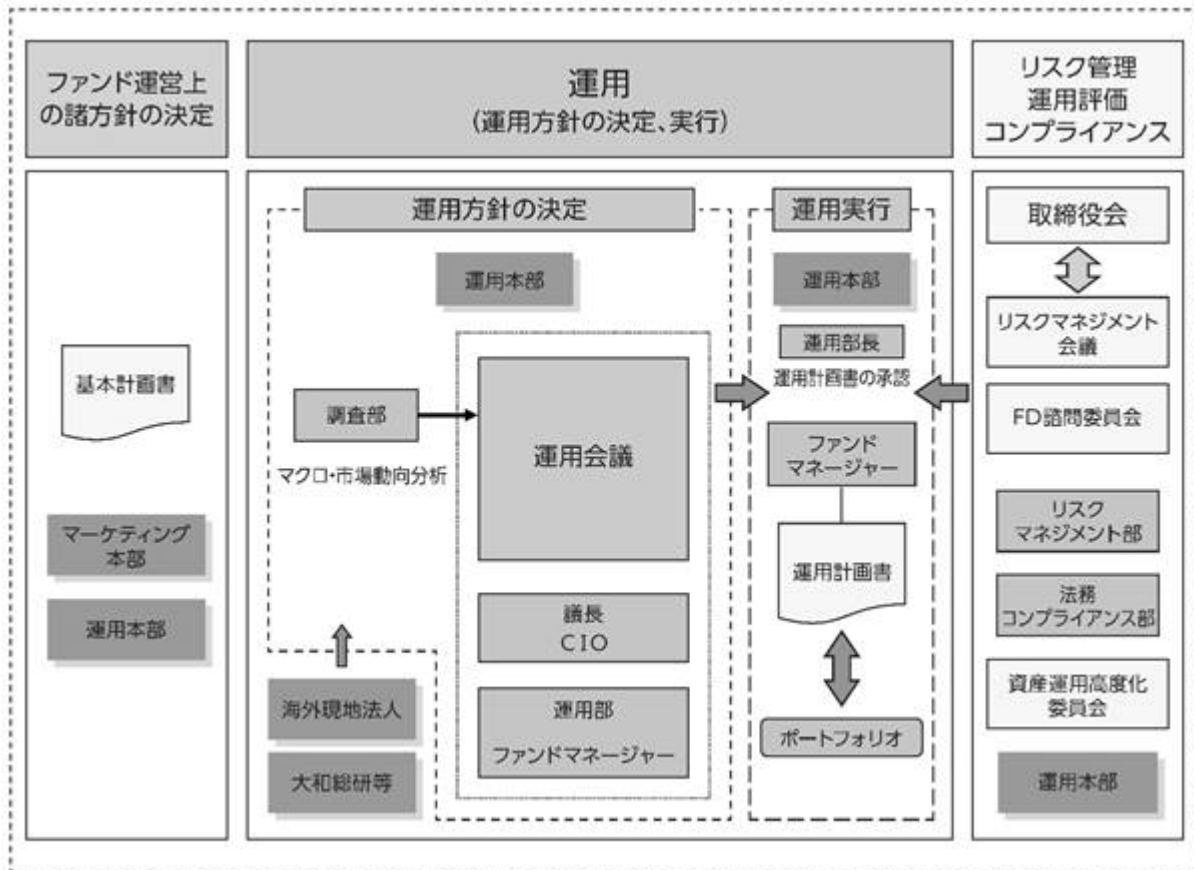 ファンド運営上
の諸方針の決定
運用
(運用方針の決定、実行)
リスク管理
運用評価
コンプライアンス
基本計画書
マーケティング
本部
運用本部
運用方針の決定
運用本部
調査部
マクロ・市場動向分析
運用会議
議長
CIO
運用部
ファンドマネージャー
海外現地法人
大和総研等
運用実行
運用本部
運用部長
運用計画書の承認
ファンド
マネージャー
運用計画書
ポートフォリオ
取締役会
リスクマネジメント
会議
FD諮問委員会
リスク
マネジメント部
法務
コンプライアンス部
資産運用高度化
委員会
運用本部